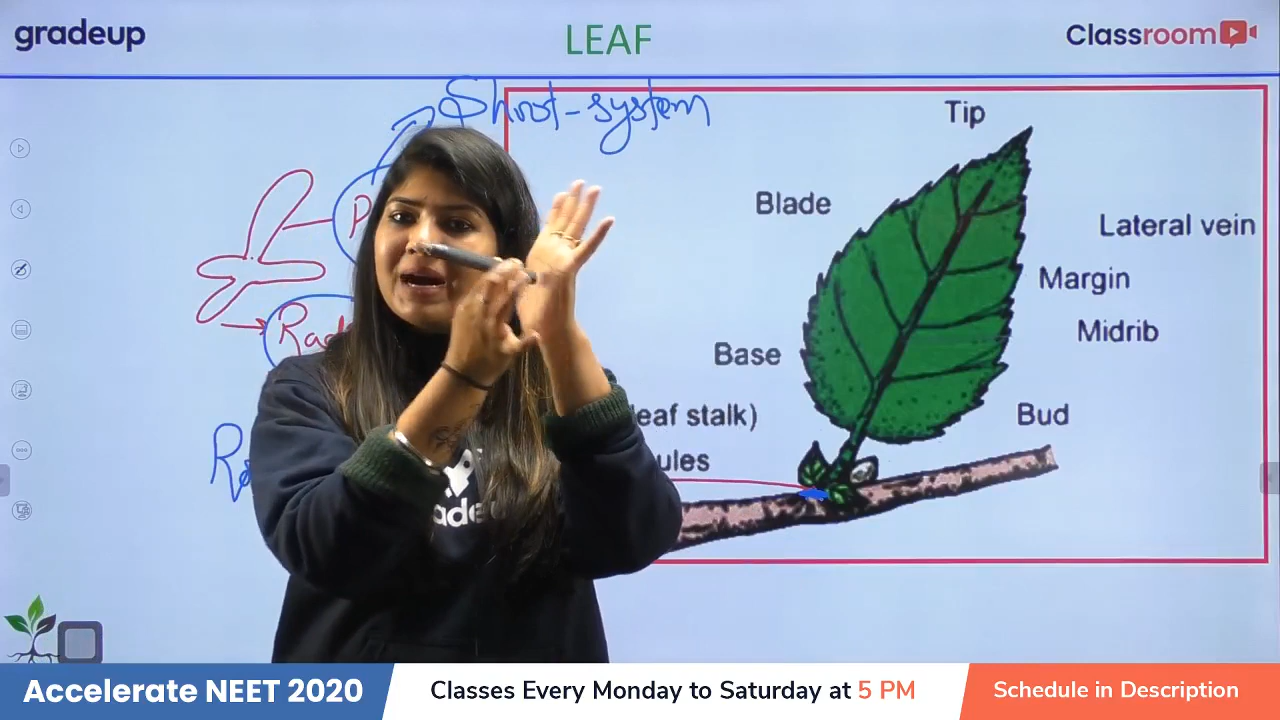 gradeup
LEAF
Classroom
Shoot-system
Tip
Blade
Lateral vein
Margin
Midrib
Base
Bud
leaf stalk)
Accelerate NEET 2020
Classes Every Monday to Saturday at 5 PM
Schedule in Description